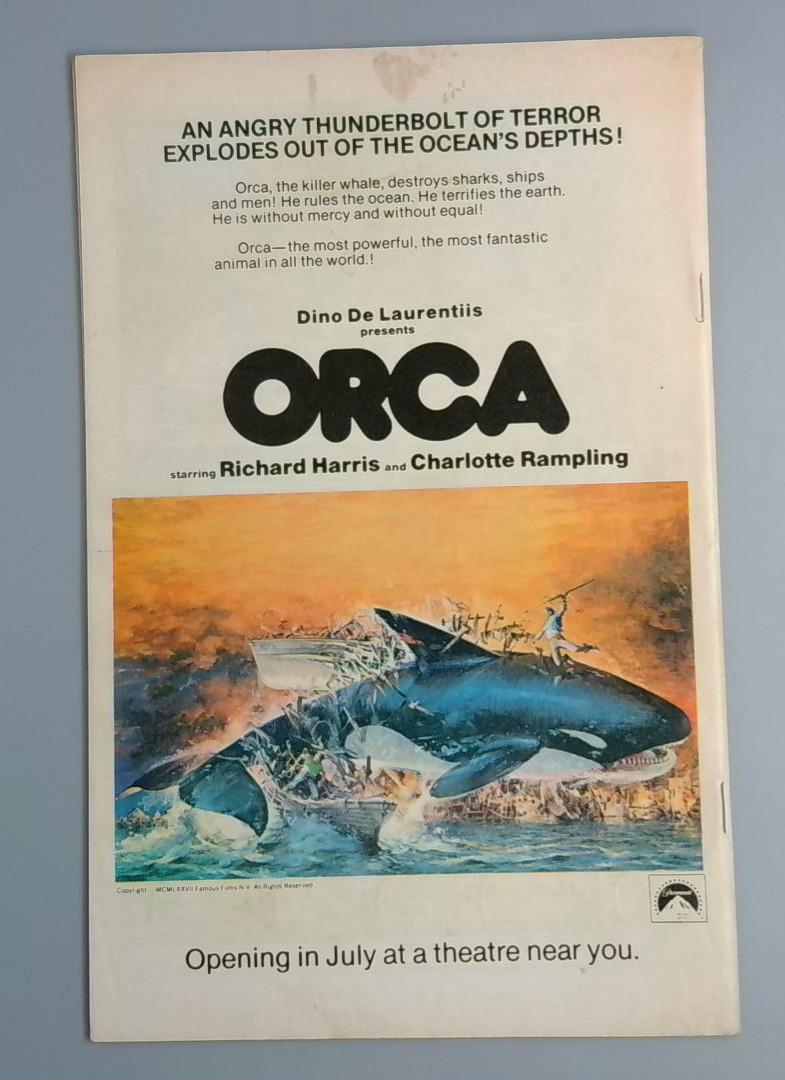 AN ANGRY THUNDERBOLT OF TERROR
EXPLODES OUT OF THE OCEAN'S DEPTHS!
Orca, the killer whale, destroys sharks, ships
and men! He rules the ocean. He terrifies the earth.
He is without mercy and without equal!
Orca—the most powerful, the most fantastic
animal in all the world.!
Dino De Laurentiis
presents
ORCA
starring Richard Harris and Charlotte Rampling
Copyright MCMLXXVII Famous Films N.V. All Rights Reserved
Paramount
Opening in July at a theatre near you.